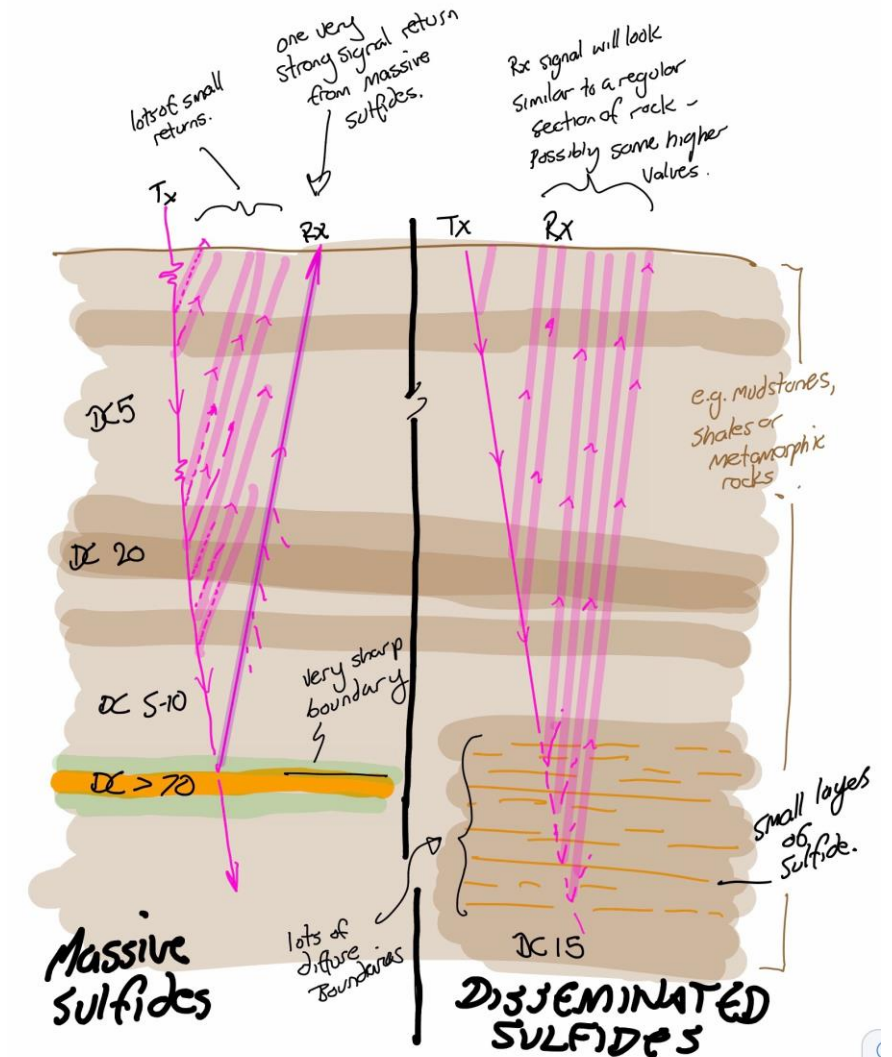 lots of small
returns.
one very
strong signal return
from massive
sulfides.
Rx signal will look
similar to a regular
section of rock -
possibly some higher
values.
Tx
Rx
Tx
Rx
DC5
DC 20
DC 5-10
DC > 70
very sharp
boundary
e.g. mudstones,
shales or
metamorphic
rocks
small layes
of
sulfide.
lots of
diffuse
Boundaries
DC 15
Massive
Sulfides
DISSEMINATED
SULFIDES